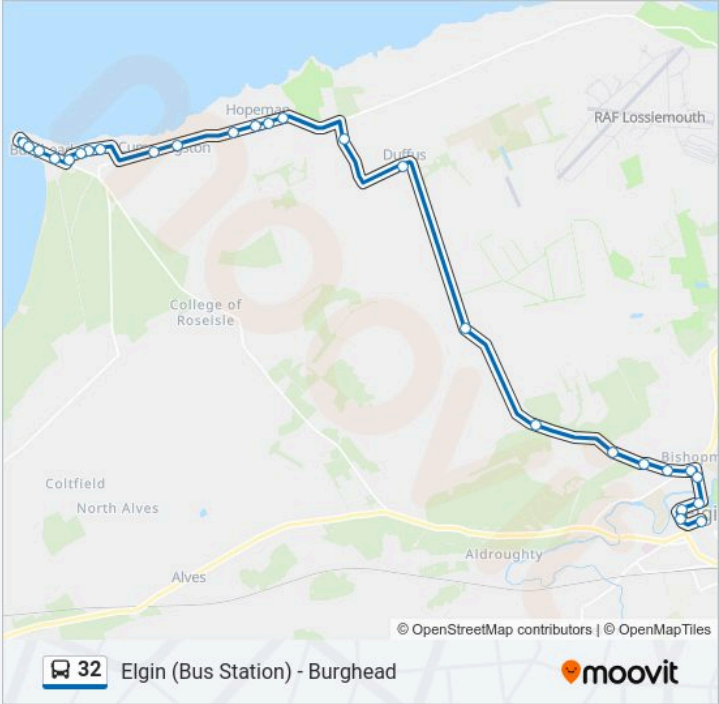 Hopeman
RAF Lossiemouth
Duffus
College of
Roseisle
Bishopm
Coltfield
North Alves
Aldroughty
Alves
© OpenStreetMap contributors | © OpenMapTiles
32 Elgin (Bus Station) - Burghead
moovit